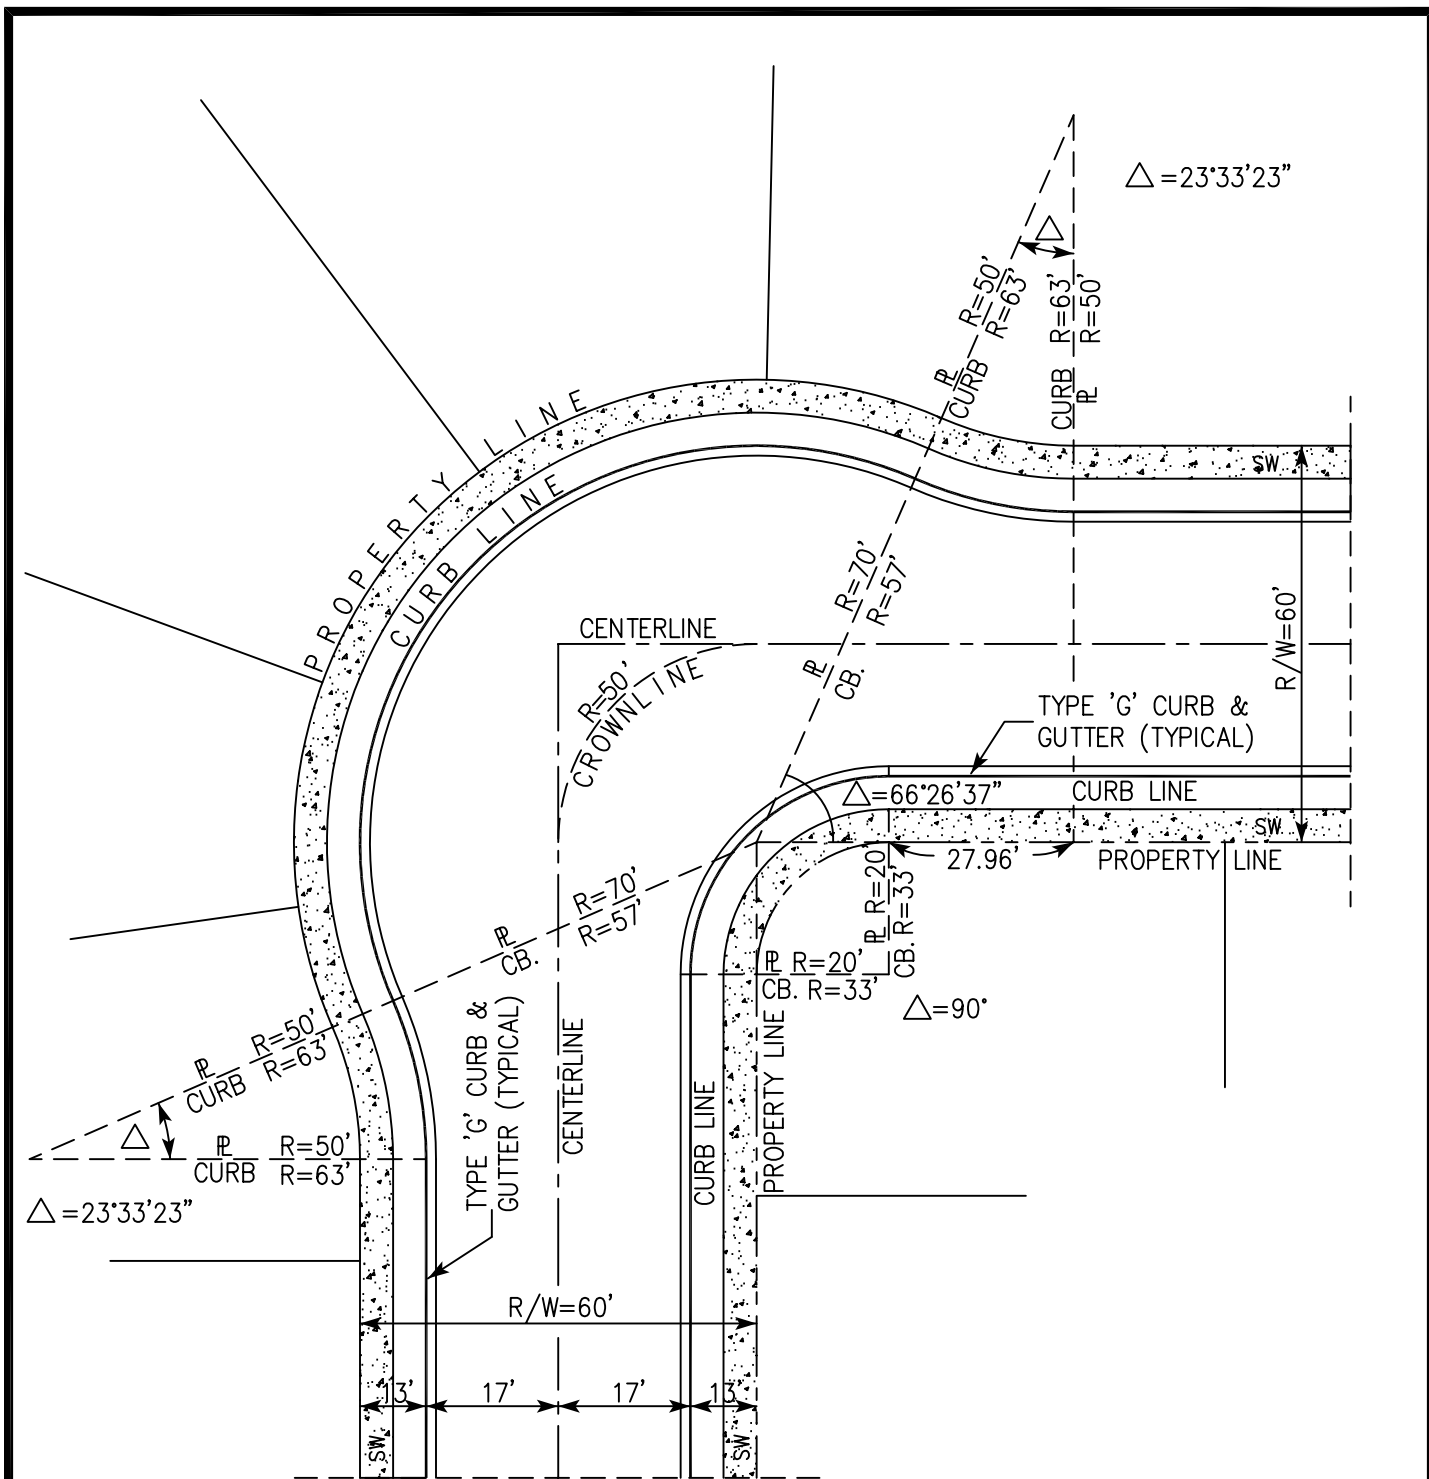 △=23°33'23"
△
R=50'
R=63'
R=63'
R=50'
℄
CURB
CURB
℄
PROPERTY LINE
CURB LINE
SW
R=70'
R=57'
R/W=60'
CENTERLINE
℄
CB.
R=50'
CROWNLINE
TYPE 'G' CURB &
GUTTER (TYPICAL)
△=66°26'37"
CURB LINE
SW
27.96'
PROPERTY LINE
R=70'
R=57'
℄
CB.
℄ R=20'
CB. R=33'
℄ R=20'
CB. R=33'
△=90°
R=50'
R=63'
℄
CURB
△
℄ R=50'
CURB R=63'
△=23°33'23"
TYPE 'G' CURB &
GUTTER (TYPICAL)
CENTERLINE
CURB LINE
PROPERTY LINE
R/W=60'
13' 17' 17' 13'
SW
SW